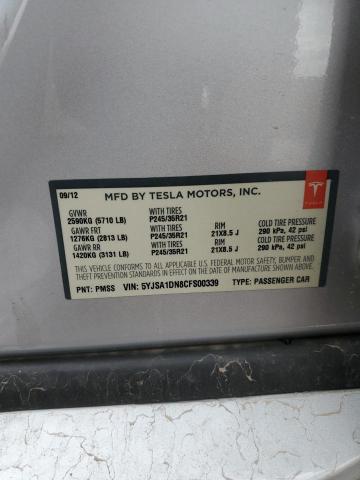 09/12 MFD BY TESLA MOTORS, INC.
GVWR WITH TIRES
2590KG (5710 LB) P245/35R21
GAWR FRT WITH TIRES RIM COLD TIRE PRESSURE
1276KG (2813 LB) P245/35R21 21X8.5 J 290 kPa, 42 psi
GAWR RR WITH TIRES RIM COLD TIRE PRESSURE
1420KG (3131 LB) P245/35R21 21X8.5 J 290 kPa, 42 psi
THIS VEHICLE CONFORMS TO ALL APPLICABLE U.S. FEDERAL MOTOR SAFETY, BUMPER AND
THEFT PREVENTION STANDARDS IN EFFECT ON THE DATE OF MANUFACTURE SHOWN ABOVE.
PNT: PMSS VIN: 5YJSA1DN8CFS00339 TYPE: PASSENGER CAR